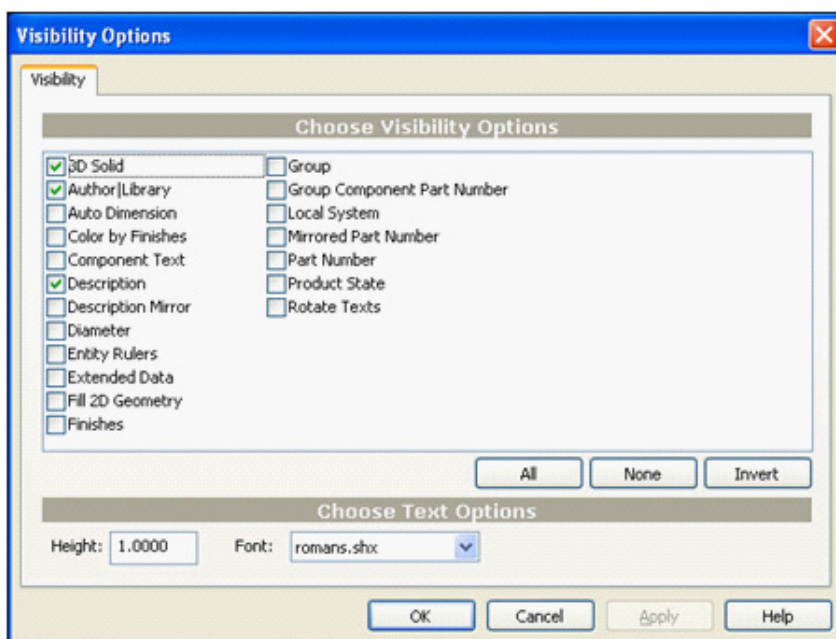 Visibility Options
Visibility
Choose Visibility Options
3D Solid
Author|Library
Auto Dimension
Color by Finishes
Component Text
Description
Description Mirror
Diameter
Entity Rulers
Extended Data
Fill 2D Geometry
Finishes
Group
Group Component Part Number
Local System
Mirrored Part Number
Part Number
Product State
Rotate Texts
All None Invert
Choose Text Options
Height: 1.0000 Font: romans.shx
OK Cancel Apply Help